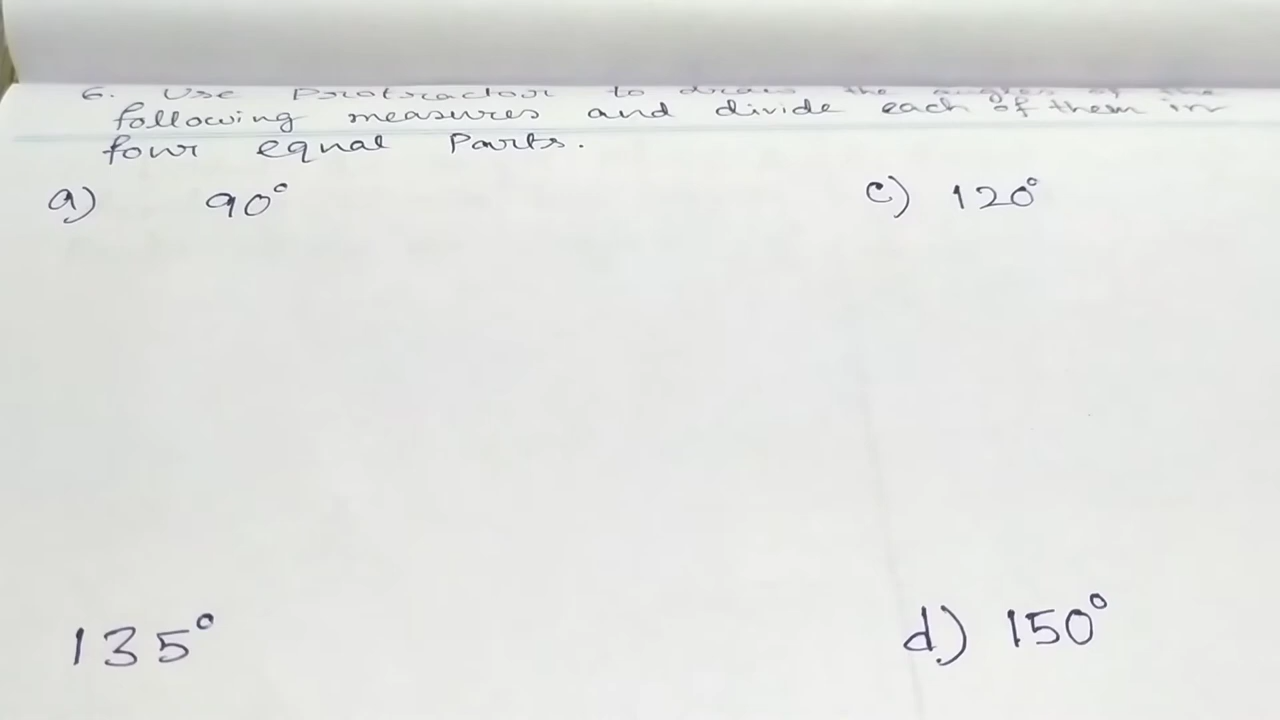 6. Use Protractor to draw the angles of the
following measures and divide each of them in
four equal Parts.
a) 90°
c) 120°
135°
d.) 150°